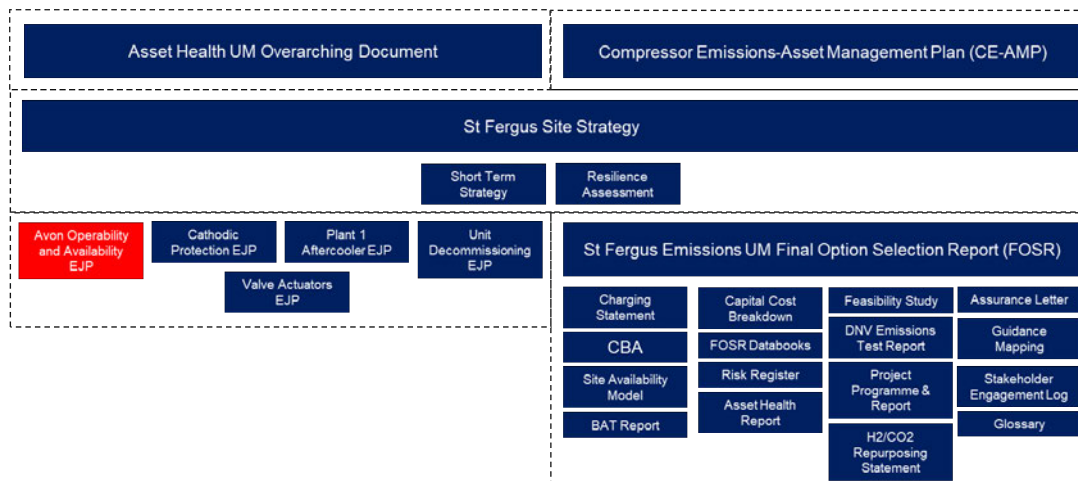 Asset Health UM Overarching Document
Compressor Emissions-Asset Management Plan (CE-AMP)
St Fergus Site Strategy
Short Term
Strategy
Resilience
Assessment
Avon Operability
and Availability
EJP
Cathodic
Protection EJP
Plant 1
Aftercooler EJP
Unit
Decommissioning
EJP
Valve Actuators
EJP
St Fergus Emissions UM Final Option Selection Report (FOSR)
Charging
Statement
CBA
Site Availability
Model
BAT Report
Capital Cost
Breakdown
FOSR Databooks
Risk Register
Asset Health
Report
Feasibility Study
DNV Emissions
Test Report
Project
Programme &
Report
H2/CO2
Repurposing
Statement
Assurance Letter
Guidance
Mapping
Stakeholder
Engagement Log
Glossary